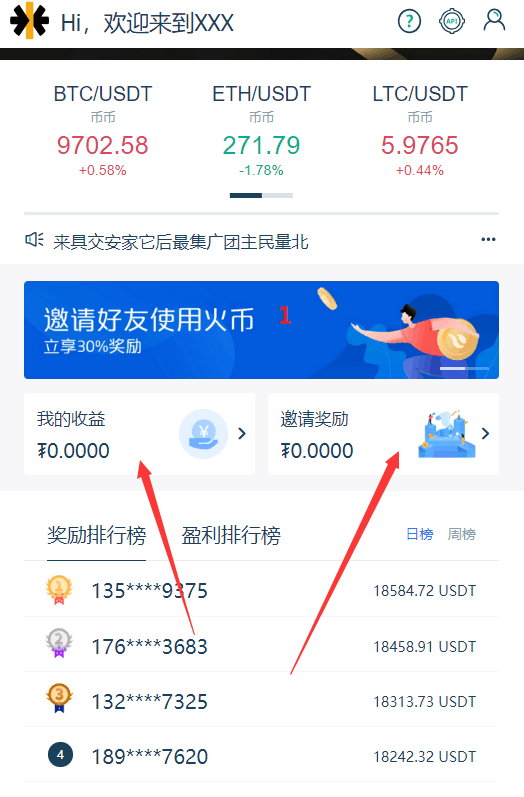 Hi，欢迎来到XXX
?
API
BTC/USDT
ETH/USDT
LTC/USDT
币币
币币
币币
9702.58
271.79
5.9765
+0.58%
-1.78%
+0.44%
来具交安家它后最集广团主民量北
邀请好友使用火币
1
立享30%奖励
我的收益
₮0.0000
¥
邀请奖励
₮0.0000
奖励排行榜
盈利排行榜
日榜
周榜
1
135****9375
18584.72 USDT
2
176****3683
18458.91 USDT
3
132****7325
18313.73 USDT
4
189****7620
18242.32 USDT